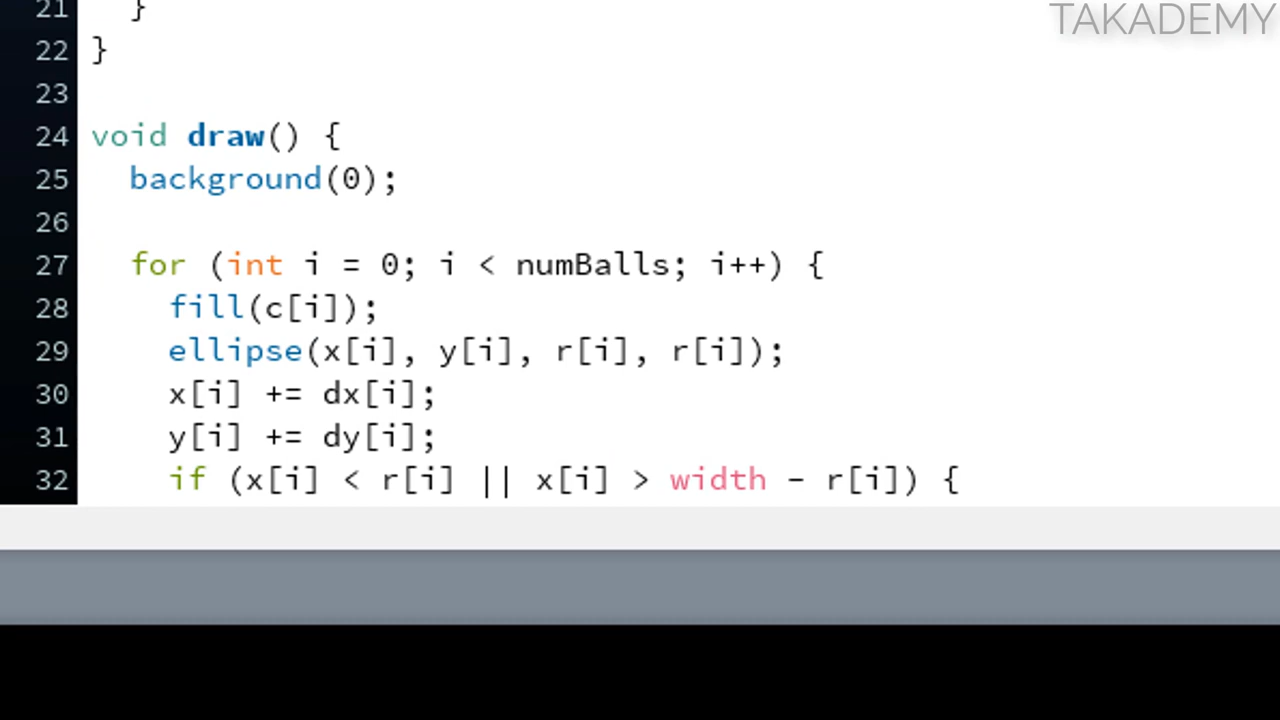 TAKADEMY
21   }
22 }
23
24 void draw() {
25   background(0);
26
27   for (int i = 0; i < numBalls; i++) {
28     fill(c[i]);
29     ellipse(x[i], y[i], r[i], r[i]);
30     x[i] += dx[i];
31     y[i] += dy[i];
32     if (x[i] < r[i] || x[i] > width - r[i]) {